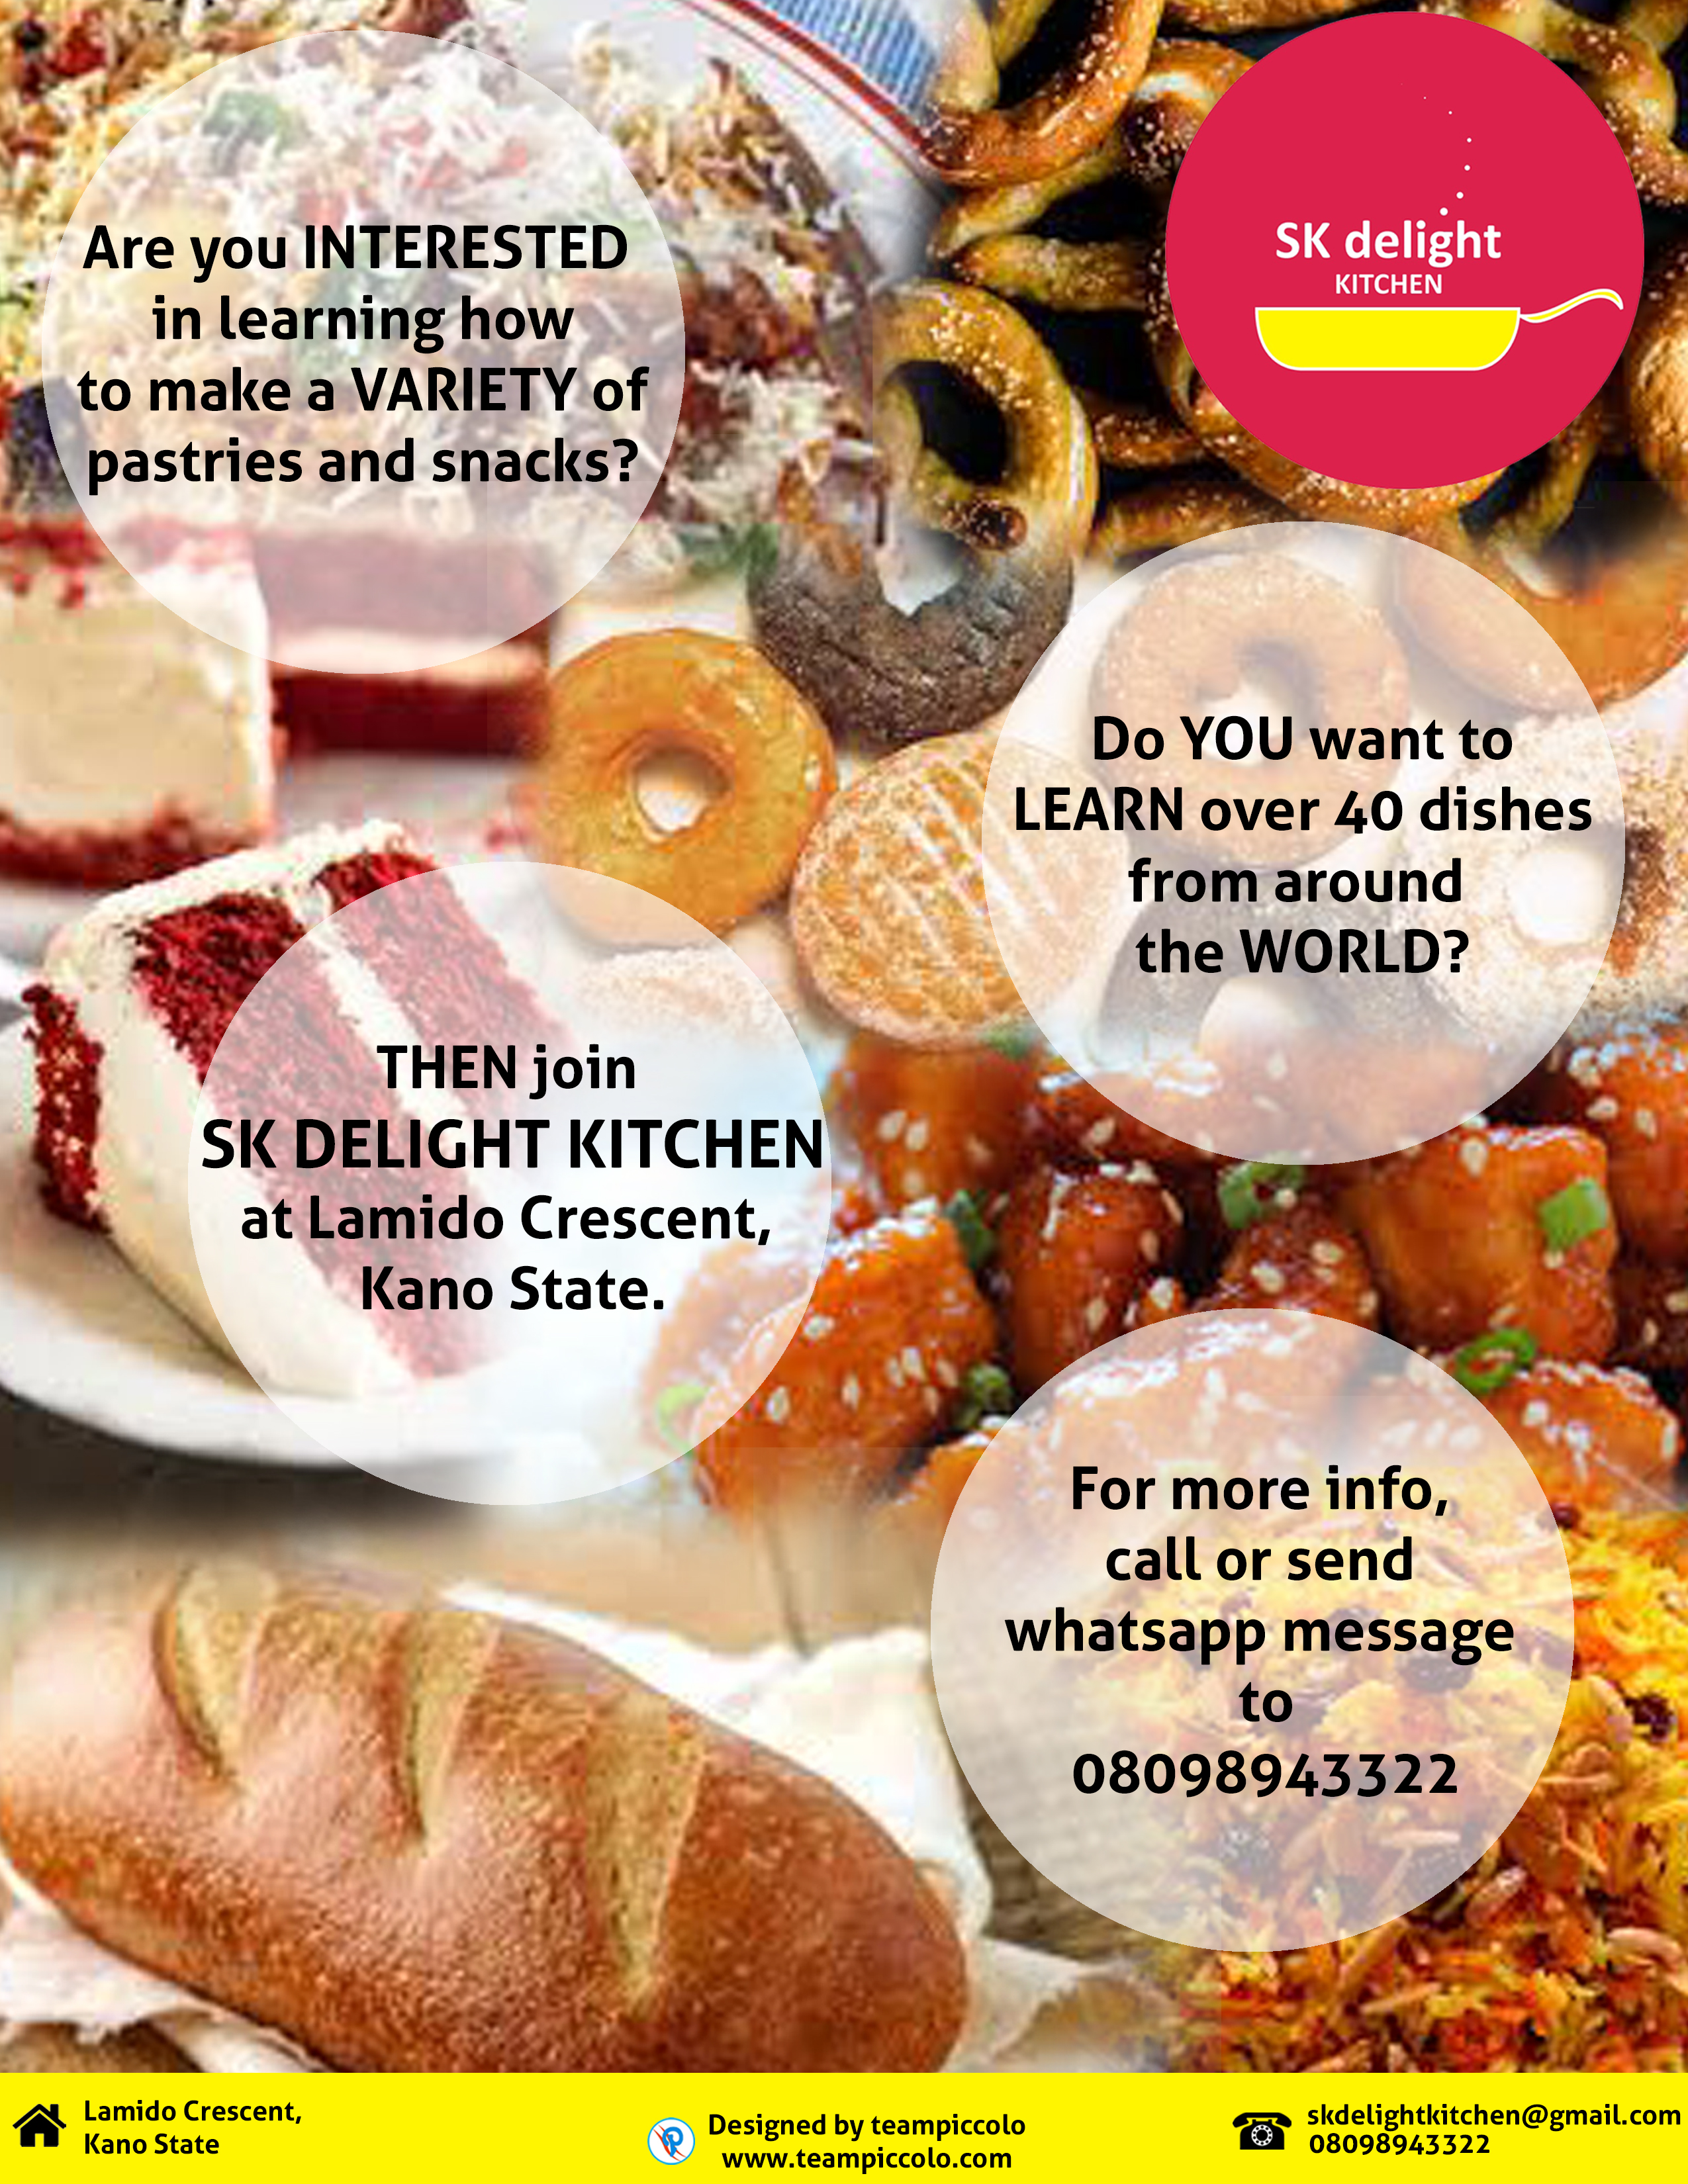 Are you INTERESTED
in learning how
to make a VARIETY of
pastries and snacks?
SK delight
KITCHEN
Do YOU want to
LEARN over 40 dishes
from around
the WORLD?
THEN join
SK DELIGHT KITCHEN
at Lamido Crescent,
Kano State.
For more info,
call or send
whatsapp message
to
08098943322
Lamido Crescent,
Kano State
Designed by teampiccolo
www.teampiccolo.com
skdelightkitchen@gmail.com
08098943322